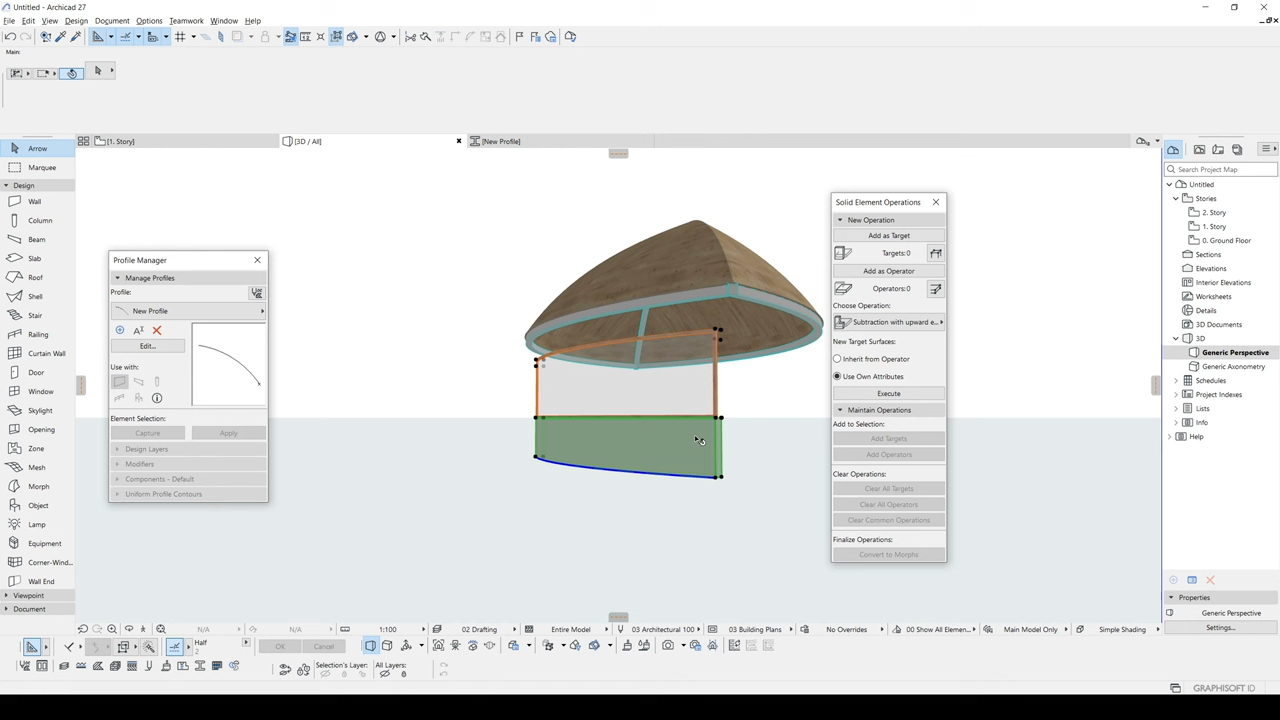 Untitled - Archicad 27
File Edit View Design Document Options Teamwork Window Help
Main:
[1. Story]
[3D / All]
[New Profile]
Arrow
Marquee
Design
Wall
Column
Beam
Slab
Roof
Shell
Stair
Railing
Curtain Wall
Door
Window
Skylight
Opening
Zone
Mesh
Morph
Object
Lamp
Equipment
Corner-Wind...
Wall End
Viewpoint
Document
Profile Manager
Manage Profiles
Profile:
New Profile
Edit...
Use with:
Element Selection:
Capture Apply
Design Layers
Modifiers
Components - Default
Uniform Profile Contours
Solid Element Operations
New Operation
Add as Target
Targets: 0
Add as Operator
Operators: 0
Choose Operation:
Subtraction with upward e...
New Target Surfaces:
Inherit from Operator
Use Own Attributes
Execute
Maintain Operations
Add to Selection:
Add Targets
Add Operators
Clear Operations:
Clear All Targets
Clear All Operators
Clear Common Operations
Finalize Operations:
Convert to Morphs
Search Project Map
Untitled
Stories
2. Story
1. Story
0. Ground Floor
Sections
Elevations
Interior Elevations
Worksheets
Details
3D Documents
3D
Generic Perspective
Generic Axonometry
Schedules
Project Indexes
Lists
Info
Help
Properties
Generic Perspective
Settings...
N/A N/A 1:100 02 Drafting Entire Model 03 Architectural 100 03 Building Plans No Overrides 00 Show All Elemen... Main Model Only Simple Shading
Half
2
OK Cancel
Selection's Layer: All Layers:
GRAPHISOFT ID